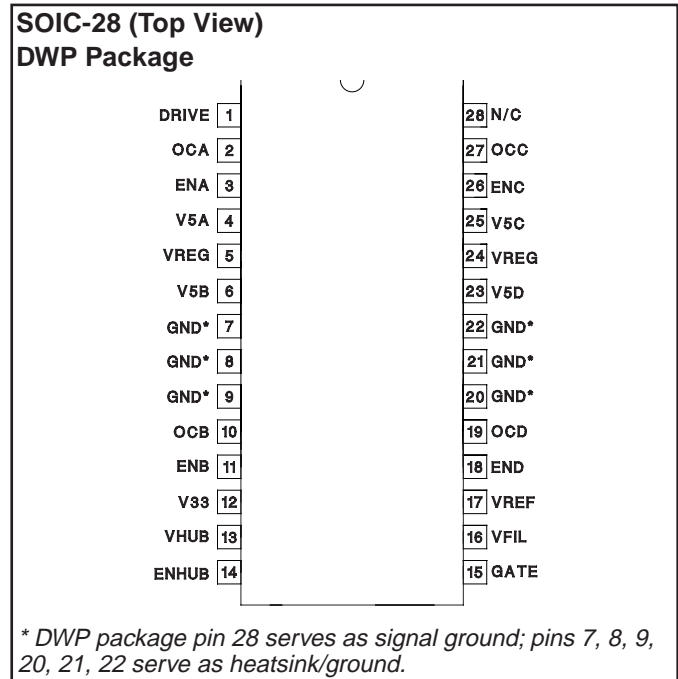 SOIC-28 (Top View)
DWP Package
DRIVE 1
28 N/C
OCA 2
27 OCC
ENA 3
26 ENC
V5A 4
25 V5C
VREG 5
24 VREG
V5B 6
23 V5D
GND* 7
22 GND*
GND* 8
21 GND*
GND* 9
20 GND*
OCB 10
19 OCD
ENB 11
18 END
V33 12
17 VREF
VHUB 13
16 VFIL
ENHUB 14
15 GATE
* DWP package pin 28 serves as signal ground; pins 7, 8, 9,
20, 21, 22 serve as heatsink/ground.